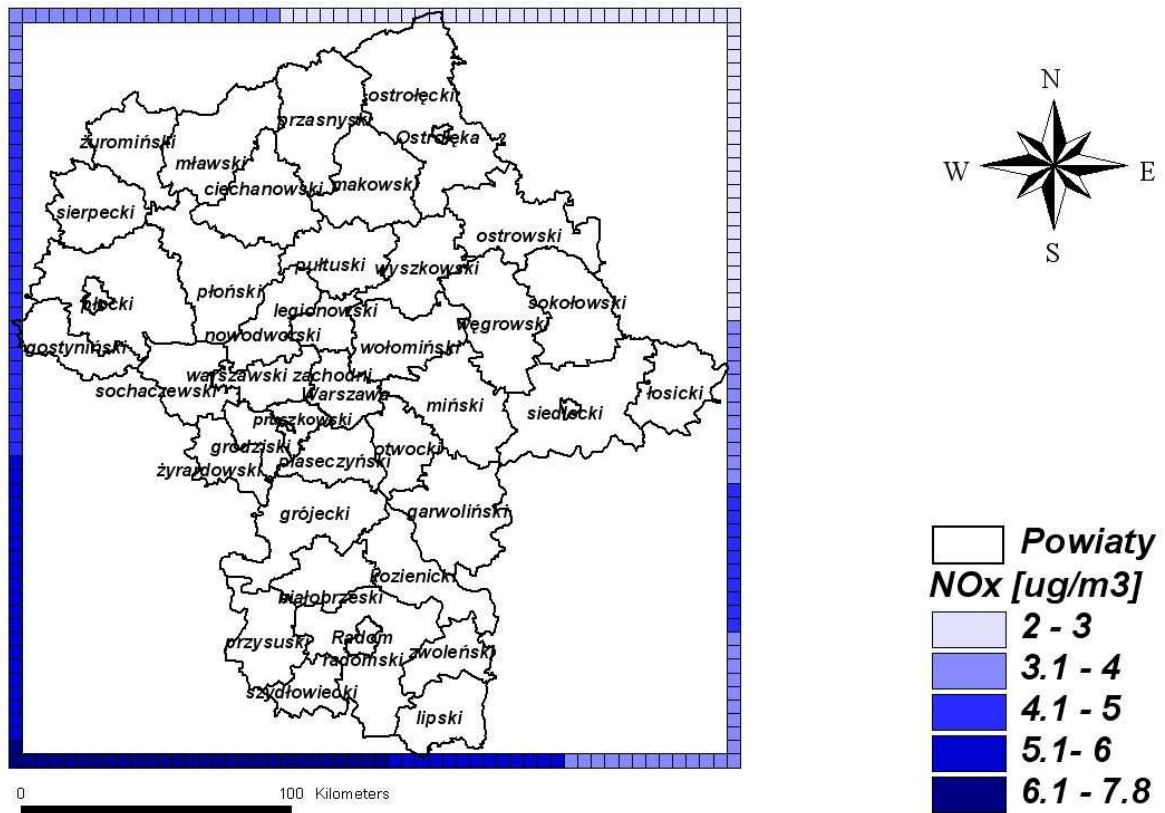 ostrołęcki
przasnyski
Ostrołęka
żuromiński
mławski
ciechanowski
makowski
sierpecki
ostrowski
pułtuski
wyszkowski
płoński
sokołowski
płocki
legionowski
węgrowski
nowodworski
gostyniński
wołomiński
warszawski zachodni
sochaczewski
Warszawa
łosicki
miński
siedlecki
pruszkowski
grodziski
otwocki
piaseczyński
żyrardowski
grójecki
garwoliński
kozienicki
białobrzeski
Radom
przysuski
zwoleński
radomski
szydłowiecki
lipski
N
W E
S
Powiaty
NOx [ug/m3]
2 - 3
3.1 - 4
4.1 - 5
5.1- 6
6.1 - 7.8
0 100 Kilometers